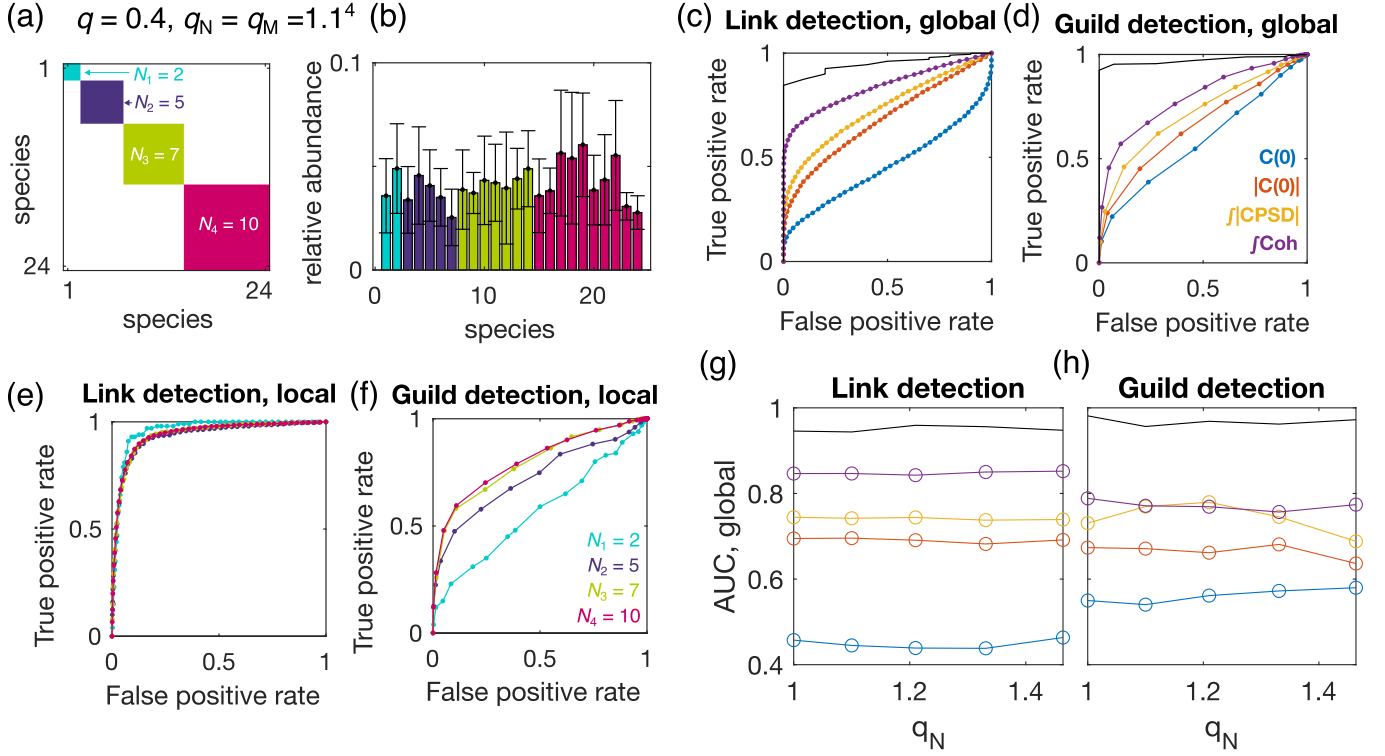 (a) q = 0.4, q_N = q_M =1.1^4
1
N_1 = 2
N_2 = 5
N_3 = 7
N_4 = 10
24
1
24
species
species
(b)
0.1
0
relative abundance
0
10
20
species
(c)
Link detection, global
1
0.5
0
True positive rate
0
0.5
1
False positive rate
(d)
Guild detection, global
1
0.5
0
True positive rate
C(0)
|C(0)|
∫|CPSD|
∫Coh
0
0.5
1
False positive rate
(e)
Link detection, local
1
0.5
0
True positive rate
0
0.5
1
False positive rate
(f)
Guild detection, local
1
0.5
0
True positive rate
N_1 = 2
N_2 = 5
N_3 = 7
N_4 = 10
0
0.5
1
False positive rate
(g)
Link detection
1
0.8
0.6
0.4
AUC, global
1
1.2
1.4
q_N
(h)
Guild detection
1
1.2
1.4
q_N